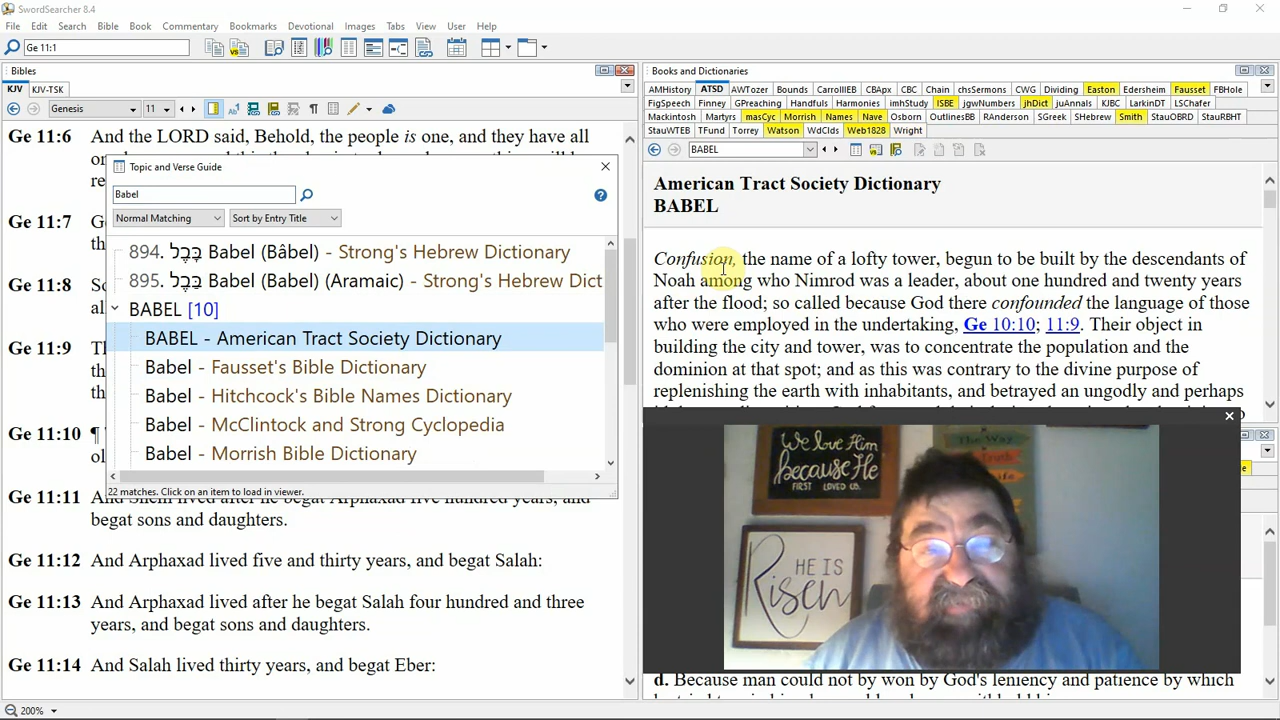 SwordSearcher 8.4
File Edit Search Bible Book Commentary Bookmarks Devotional Images Tabs View User Help
Ge 11:1
Bibles
KJV KJV-TSK
Genesis 11
Ge 11:6 And the LORD said, Behold, the people is one, and they have all
Ge 11:7
Ge 11:8
Ge 11:9
Ge 11:10 ¶
Ge 11:11 And Shem lived after he begat Arphaxad five hundred years, and
begat sons and daughters.
Ge 11:12 And Arphaxad lived five and thirty years, and begat Salah:
Ge 11:13 And Arphaxad lived after he begat Salah four hundred and three
years, and begat sons and daughters.
Ge 11:14 And Salah lived thirty years, and begat Eber:
200%
Topic and Verse Guide
Babel
Normal Matching Sort by Entry Title
894. בָּבֶל Babel (Bâbel) - Strong's Hebrew Dictionary
895. בָּבֶל Babel (Babel) (Aramaic) - Strong's Hebrew Dict
BABEL [10]
BABEL - American Tract Society Dictionary
Babel - Fausset's Bible Dictionary
Babel - Hitchcock's Bible Names Dictionary
Babel - McClintock and Strong Cyclopedia
Babel - Morrish Bible Dictionary
22 matches. Click on an item to load in viewer.
Books and Dictionaries
AMHistory ATSD AWTozer Bounds CarrollEIB CBApx CBC Chain chsSermons CWG Dividing Easton Edersheim Fausset FBHole
FigSpeech Finney GPreaching Handfuls Harmonies imhStudy ISBE jgwNumbers jhDict juAnnals KJBC LarkinDT LSChafer
Mackintosh Martyrs masCyc Morrish Names Nave Osborn OutlinesBB RAnderson SGreek SHebrew Smith StauOBRD StauRBHT
StauWTEB TFund Torrey Watson WdClds Web1828 Wright
BABEL
American Tract Society Dictionary
BABEL
Confusion, the name of a lofty tower, begun to be built by the descendants of
Noah among who Nimrod was a leader, about one hundred and twenty years
after the flood; so called because God there confounded the language of those
who were employed in the undertaking, Ge 10:10; 11:9. Their object in
building the city and tower, was to concentrate the population and the
dominion at that spot; and as this was contrary to the divine purpose of
replenishing the earth with inhabitants, and betrayed an ungodly and perhaps
We love Him
because He
FIRST LOVED US.
The Way
HE IS
Risen
d. Because man could not by won by God's leniency and patience by which